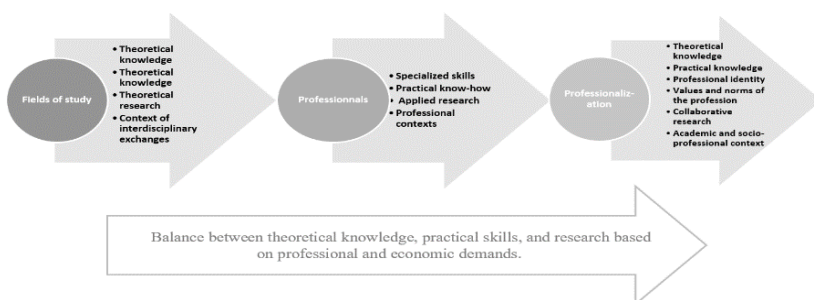 Fields of study
• Theoretical
knowledge
• Theoretical
knowledge
• Theoretical
research
• Context of
interdisciplinary
exchanges
Professionnals
• Specialized skills
• Practical know-how
• Applied research
• Professional
contexts
Professionaliz-
ation
• Theoretical
knowledge
• Practical knowledge
• Professional identity
• Values and norms of
the profession
• Collaborative
research
• Academic and socio-
professional context
Balance between theoretical knowledge, practical skills, and research based
on professional and economic demands.